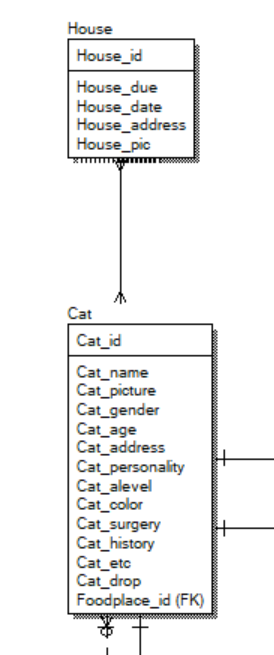 House
House_id
House_due
House_date
House_address
House_pic
Cat
Cat_id
Cat_name
Cat_picture
Cat_gender
Cat_age
Cat_address
Cat_personality
Cat_alevel
Cat_color
Cat_surgery
Cat_history
Cat_etc
Cat_drop
Foodplace_id (FK)